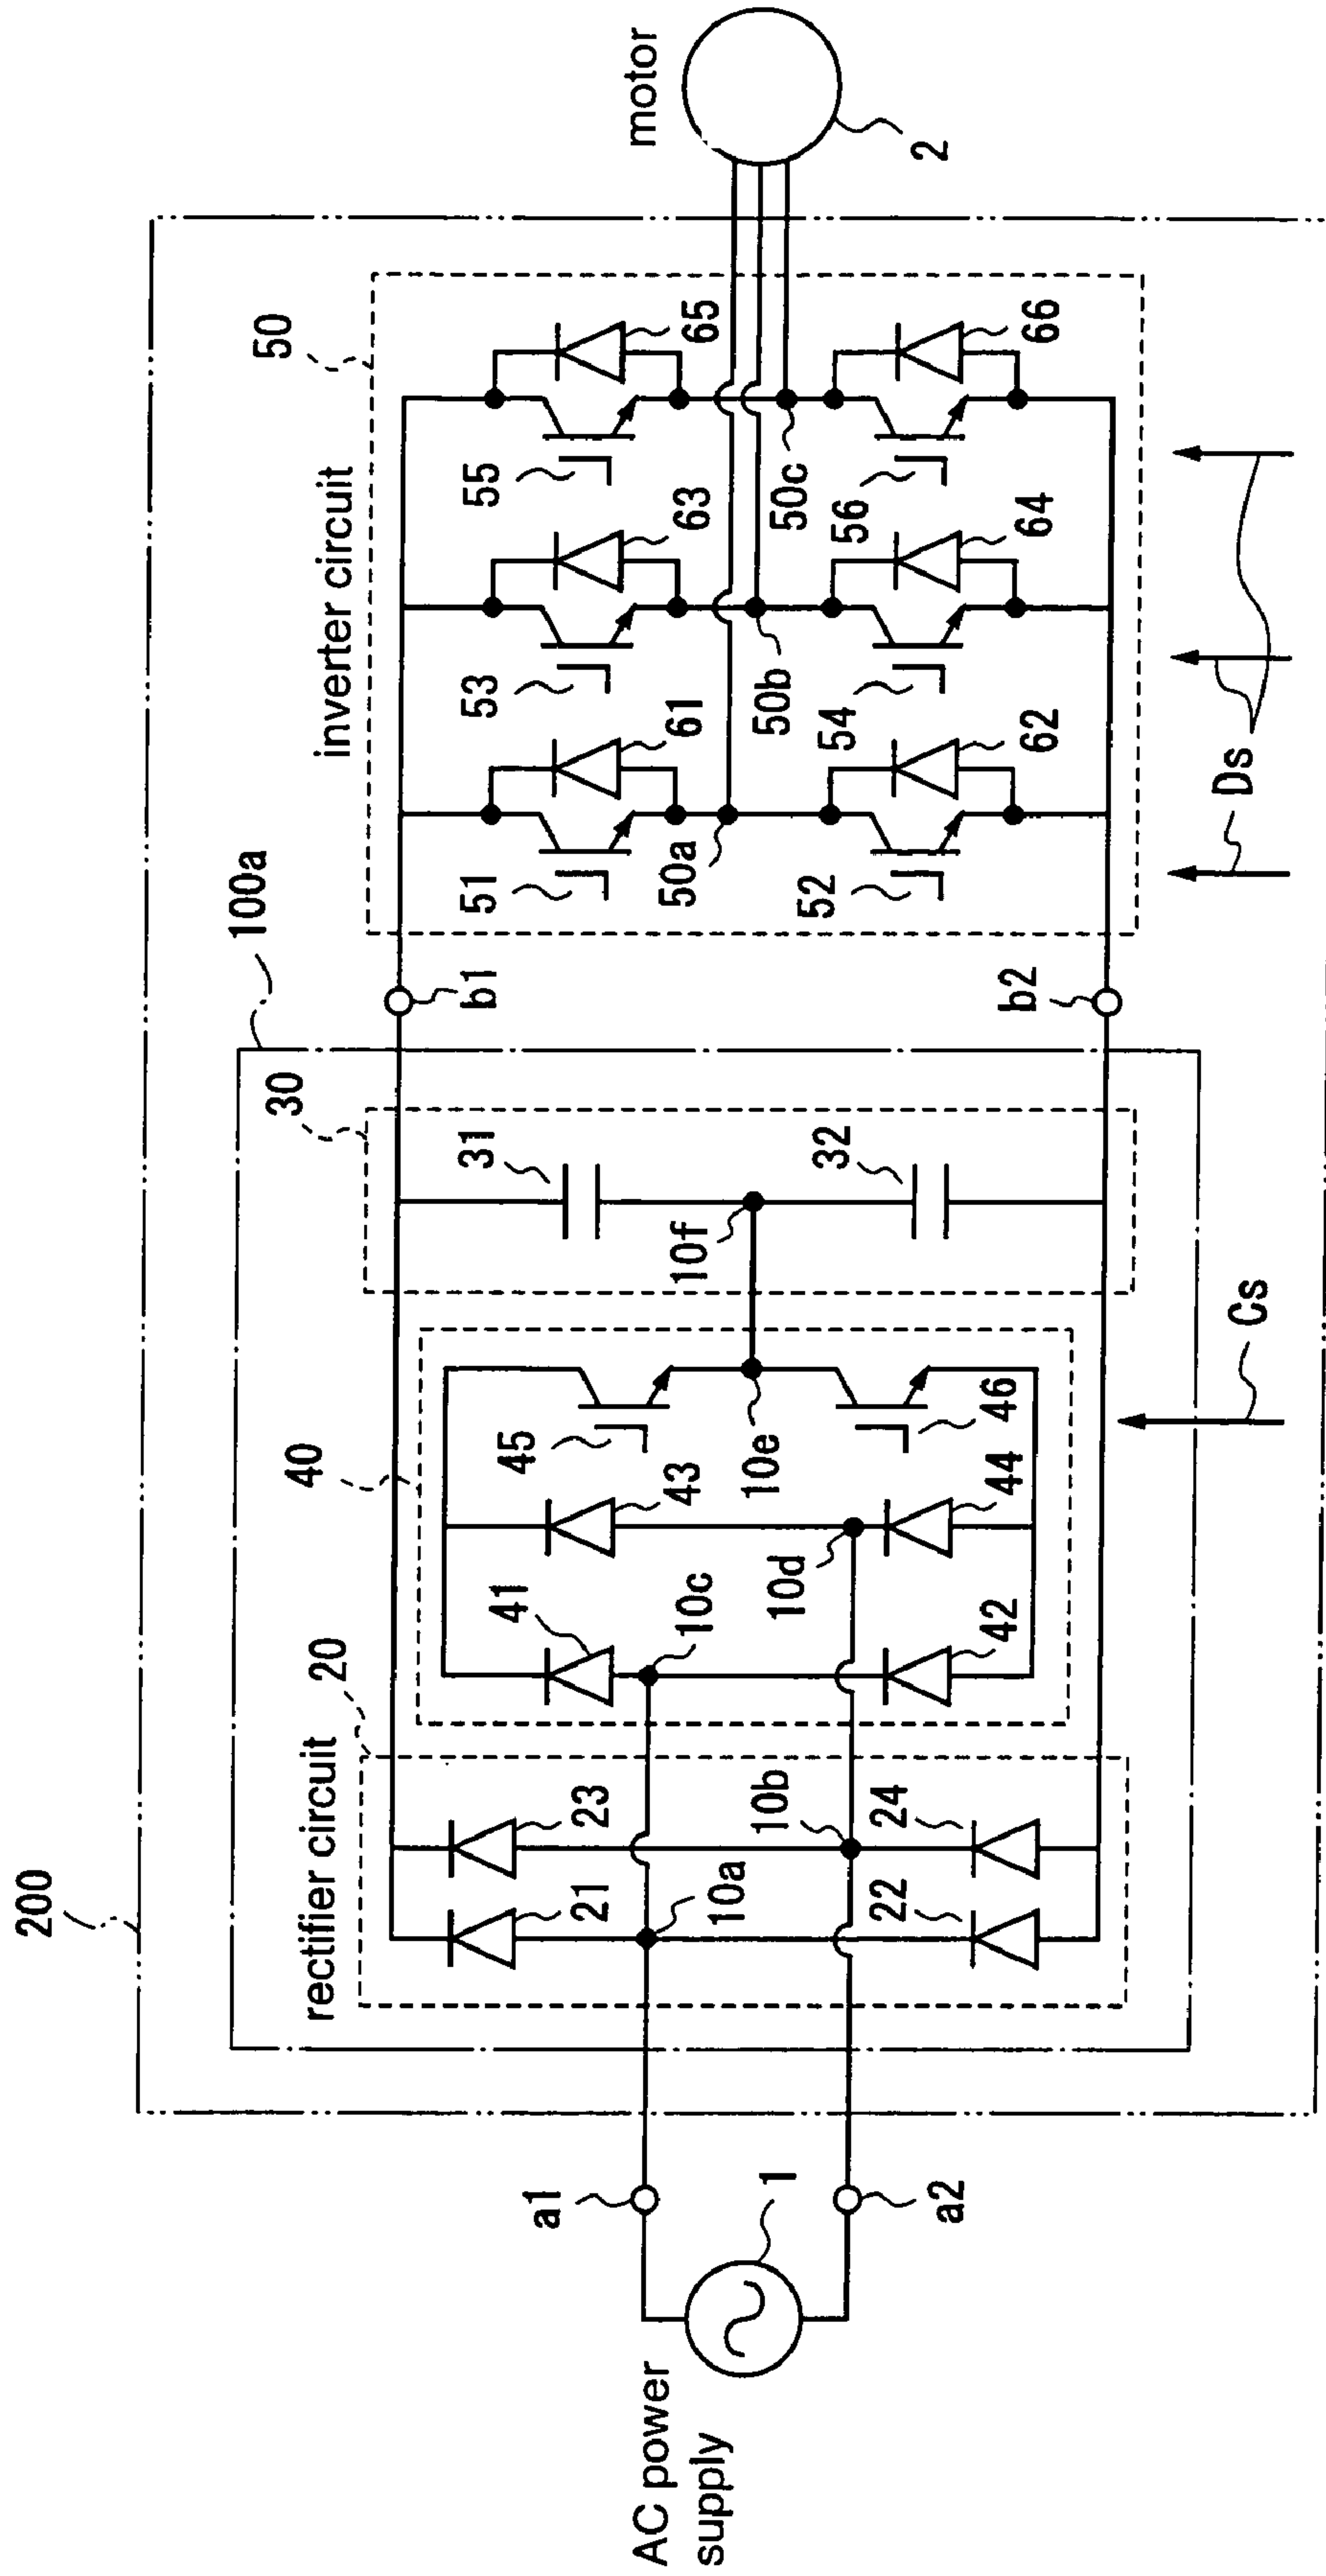 200
100a
rectifier circuit
20
40
30
inverter circuit
50
motor
2
AC power
supply
1
a1
a2
21
23
10a
10b
22
24
41
43
45
10c
10d
10e
42
44
46
31
10f
32
b1
b2
51
61
53
63
55
65
50a
50b
50c
52
62
54
64
56
66
Cs
Ds